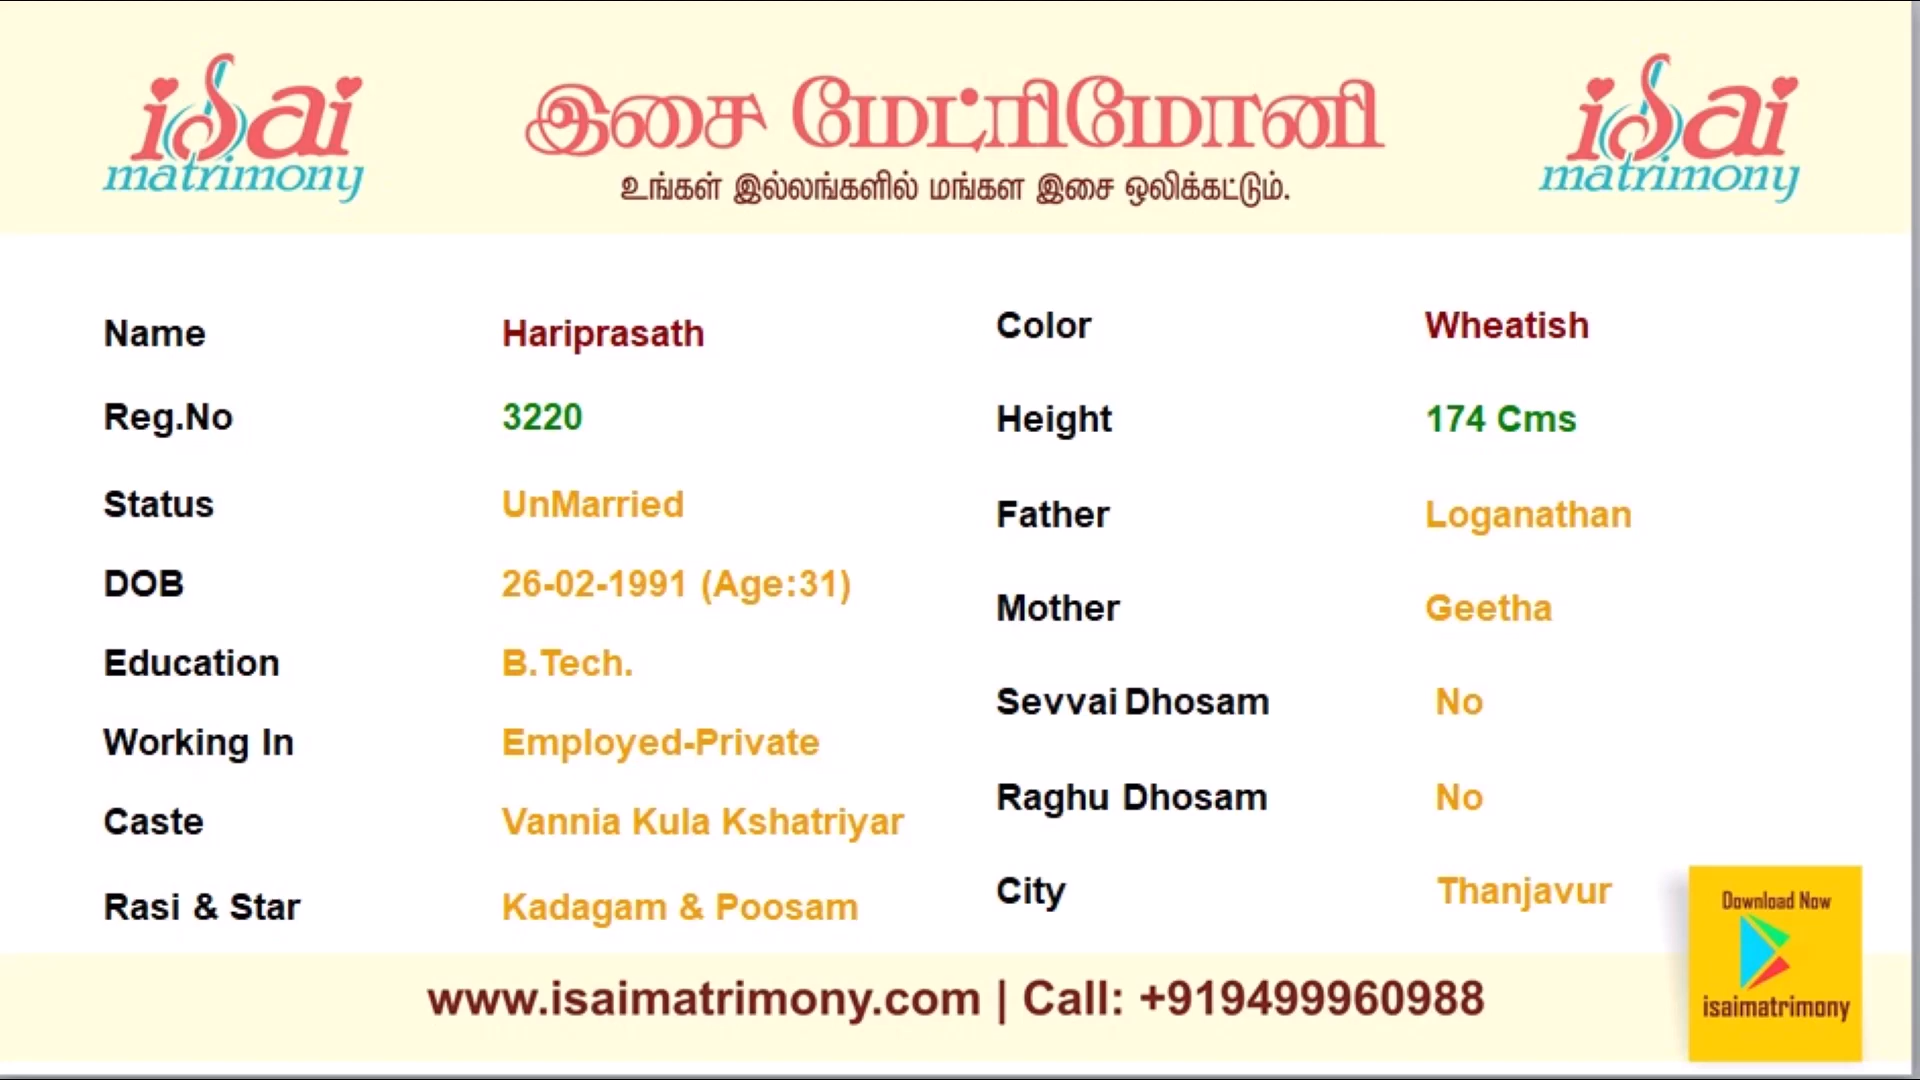 isai
matrimony
இசை மேட்ரிமோனி
உங்கள் இல்லங்களில் மங்கள இசை ஒலிக்கட்டும்.
isai
matrimony
Name Hariprasath
Reg.No 3220
Status UnMarried
DOB 26-02-1991 (Age:31)
Education B.Tech.
Working In Employed-Private
Caste Vannia Kula Kshatriyar
Rasi & Star Kadagam & Poosam
Color Wheatish
Height 174 Cms
Father Loganathan
Mother Geetha
Sevvai Dhosam No
Raghu Dhosam No
City Thanjavur
www.isaimatrimony.com | Call: +919499960988
Download Now
isaimatrimony